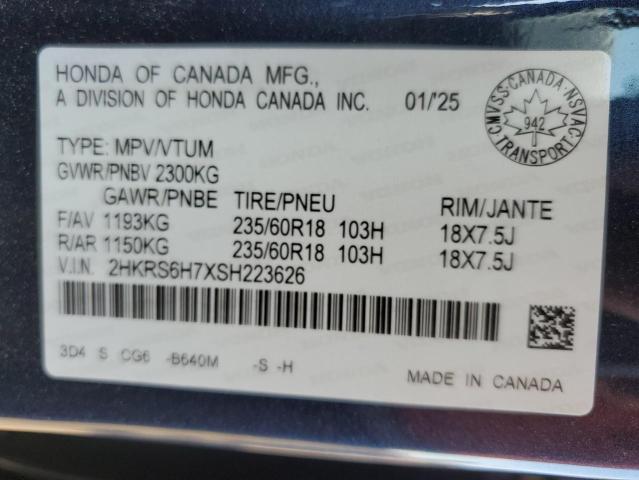 HONDA OF CANADA MFG.,
A DIVISION OF HONDA CANADA INC. 01/'25
CMVSS·CANADA·NSVAC·TRANSPORT
942
TYPE: MPV/VTUM
GVWR/PNBV 2300KG
GAWR/PNBE TIRE/PNEU RIM/JANTE
F/AV 1193KG 235/60R18 103H 18X7.5J
R/AR 1150KG 235/60R18 103H 18X7.5J
V.I.N. 2HKRS6H7XSH223626
3D4 S CG6 -B640M -S -H
MADE IN CANADA